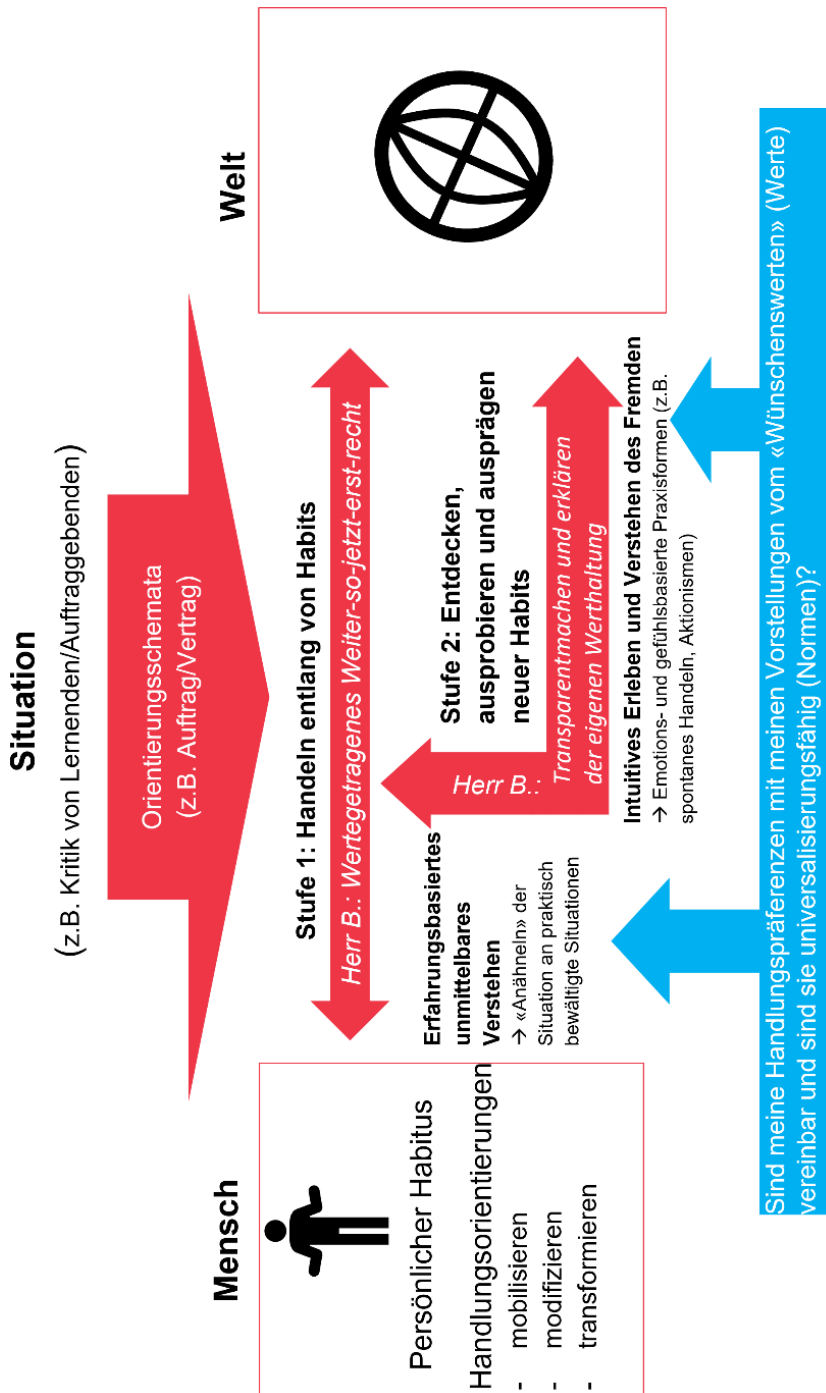 Situation
(z.B. Kritik von Lernenden/Auftraggebenden)
Orientierungsschemata
(z.B. Auftrag/Vertrag)
Mensch
Persönlicher Habitus
Handlungsorientierungen
- mobilisieren
- modifizieren
- transformieren
Welt
Stufe 1: Handeln entlang von Habits
Herr B.: Wertegetragenes Weiter-so-jetzt-erst-recht
Erfahrungsbasiertes
unmittelbares
Verstehen
→ «Anähneln» der
Situation an praktisch
bewältigte Situationen
Stufe 2: Entdecken,
ausprobieren und ausprägen
neuer Habits
Herr B.:
Transparentmachen und erklären
der eigenen Werthaltung
Intuitives Erleben und Verstehen des Fremden
→ Emotions- und gefühlsbasierte Praxisformen (z.B.
spontanes Handeln, Aktionismen)
Sind meine Handlungspräferenzen mit meinen Vorstellungen vom «Wünschenswerten» (Werte)
vereinbar und sind sie universalisierungsfähig (Normen)?